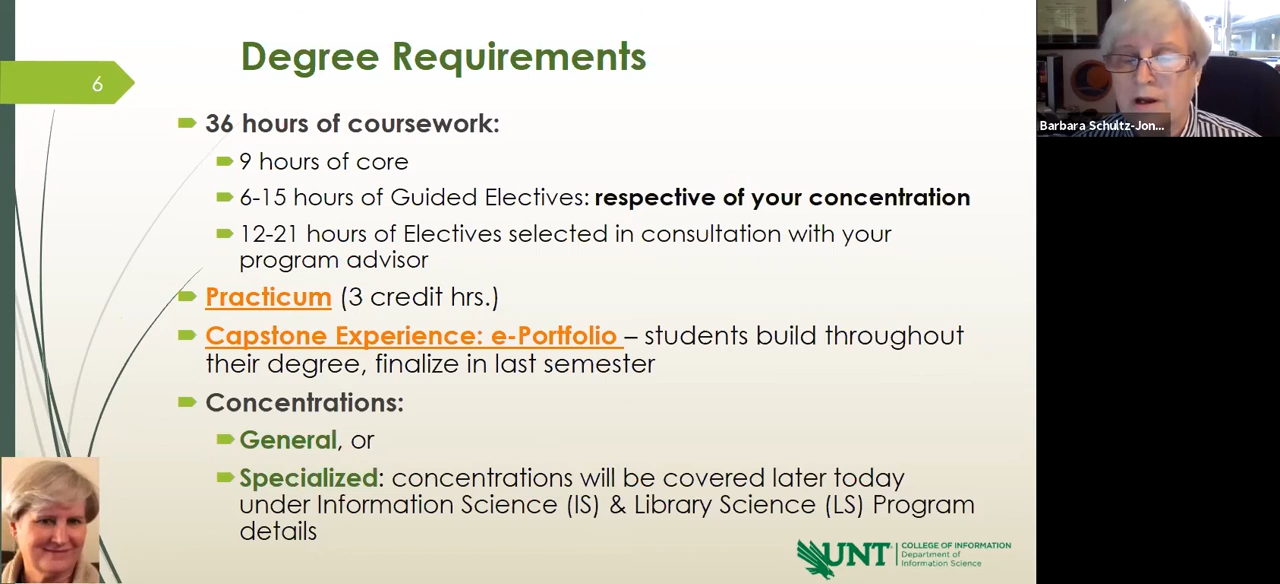 Degree Requirements
6
36 hours of coursework:
9 hours of core
6-15 hours of Guided Electives: respective of your concentration
12-21 hours of Electives selected in consultation with your
program advisor
Practicum (3 credit hrs.)
Capstone Experience: e-Portfolio – students build throughout
their degree, finalize in last semester
Concentrations:
General, or
Specialized: concentrations will be covered later today
under Information Science (IS) & Library Science (LS) Program
details
UNT
COLLEGE OF INFORMATION
Department of
Information Science
Barbara Schultz-Jon...